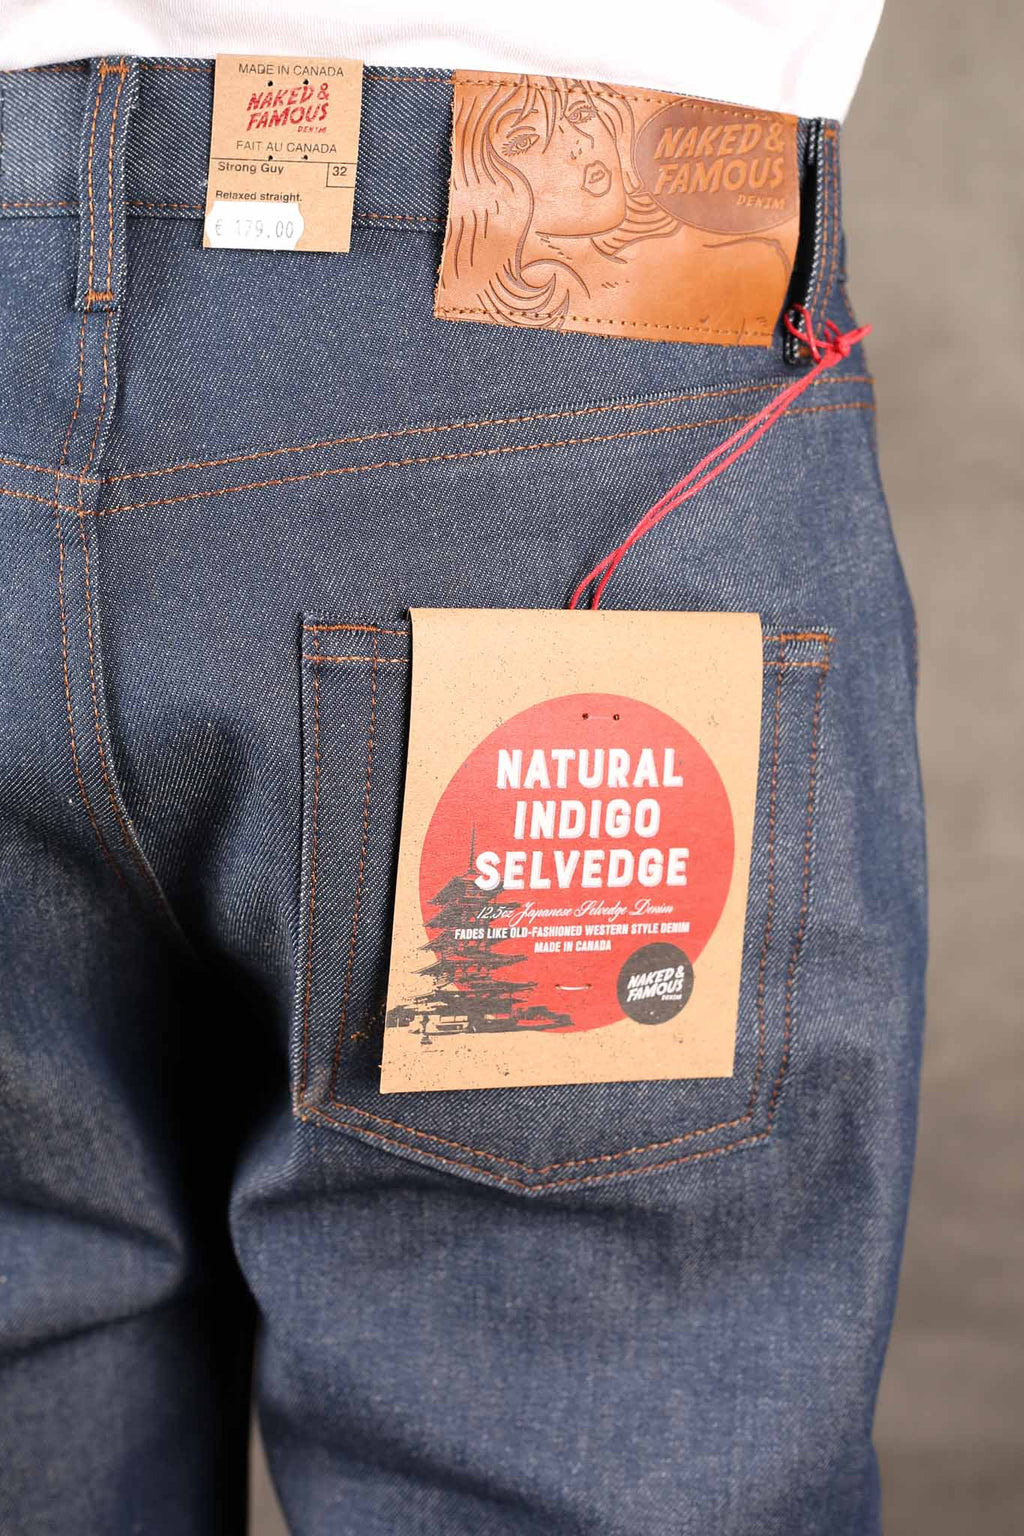 MADE IN CANADA
NAKED &
FAMOUS
DENIM
FAIT AU CANADA
Strong Guy
32
Relaxed straight.
€ 179.00
NAKED &
FAMOUS
DENIM
NATURAL
INDIGO
SELVEDGE
12.5oz Japanese Selvedge Denim
FADES LIKE OLD-FASHIONED WESTERN STYLE DENIM
MADE IN CANADA
NAKED &
FAMOUS
DENIM